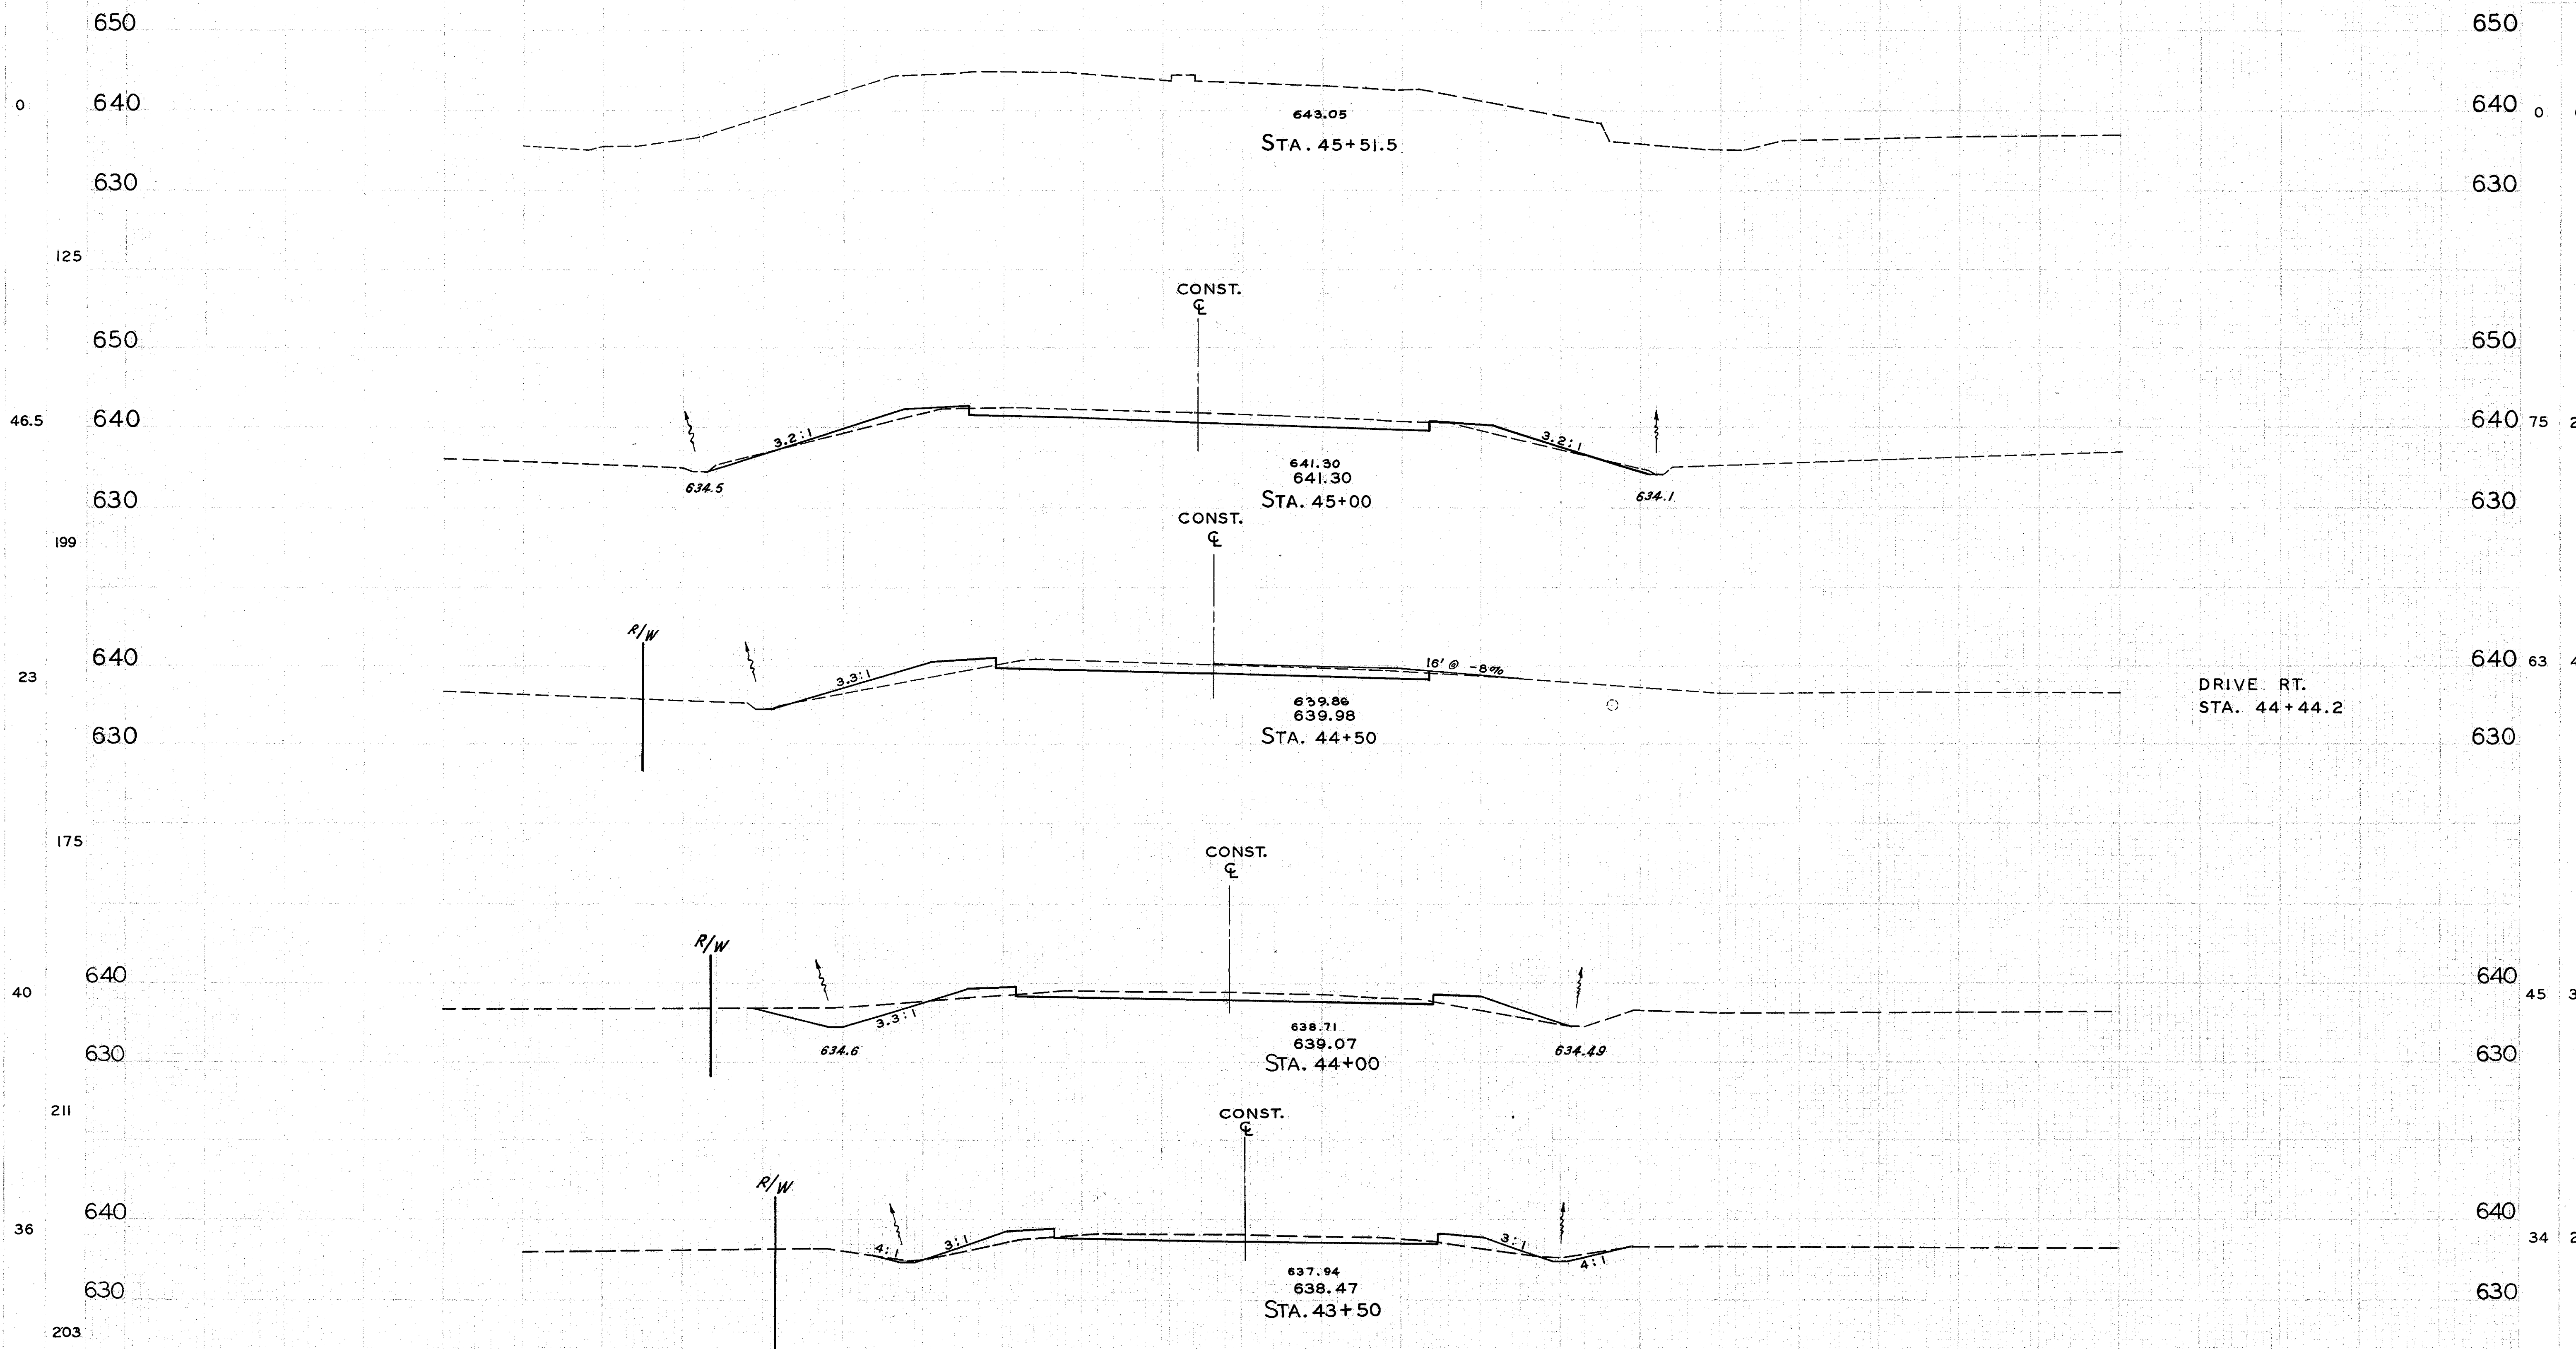 650 650
0 640 643.05 640 0
STA. 45+51.5
630 630
125
CONST.
℄
650 650
46.5 640 3.2:1 3.2:1 640 75 2
641.30
634.5 641.30 634.1
630 STA. 45+00 630
CONST.
℄
199
R/W
23 640 3.3:1 16' @ -8% 640 63 4
DRIVE RT.
STA. 44+44.2
639.86
639.98
630 STA. 44+50 630
175
CONST.
℄
R/W
640 640
40 3.3:1 45 3
638.71
634.6 639.07 634.49
630 STA. 44+00 630
211
CONST.
℄
R/W
640 640
36 4:1 3:1 3:1 4:1 34 2
637.94
630 638.47 630
STA. 43+50
203